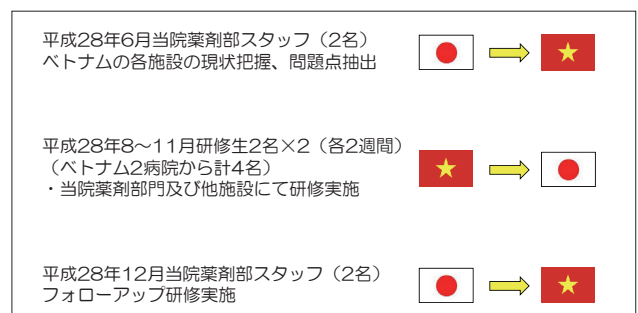 平成28年6月当院薬剤部スタッフ（2名）
ベトナムの各施設の現状把握、問題点抽出
平成28年8〜11月研修生2名×2（各2週間）
（ベトナム2病院から計4名）
・当院薬剤部門及び他施設にて研修実施
平成28年12月当院薬剤部スタッフ（2名）
フォローアップ研修実施